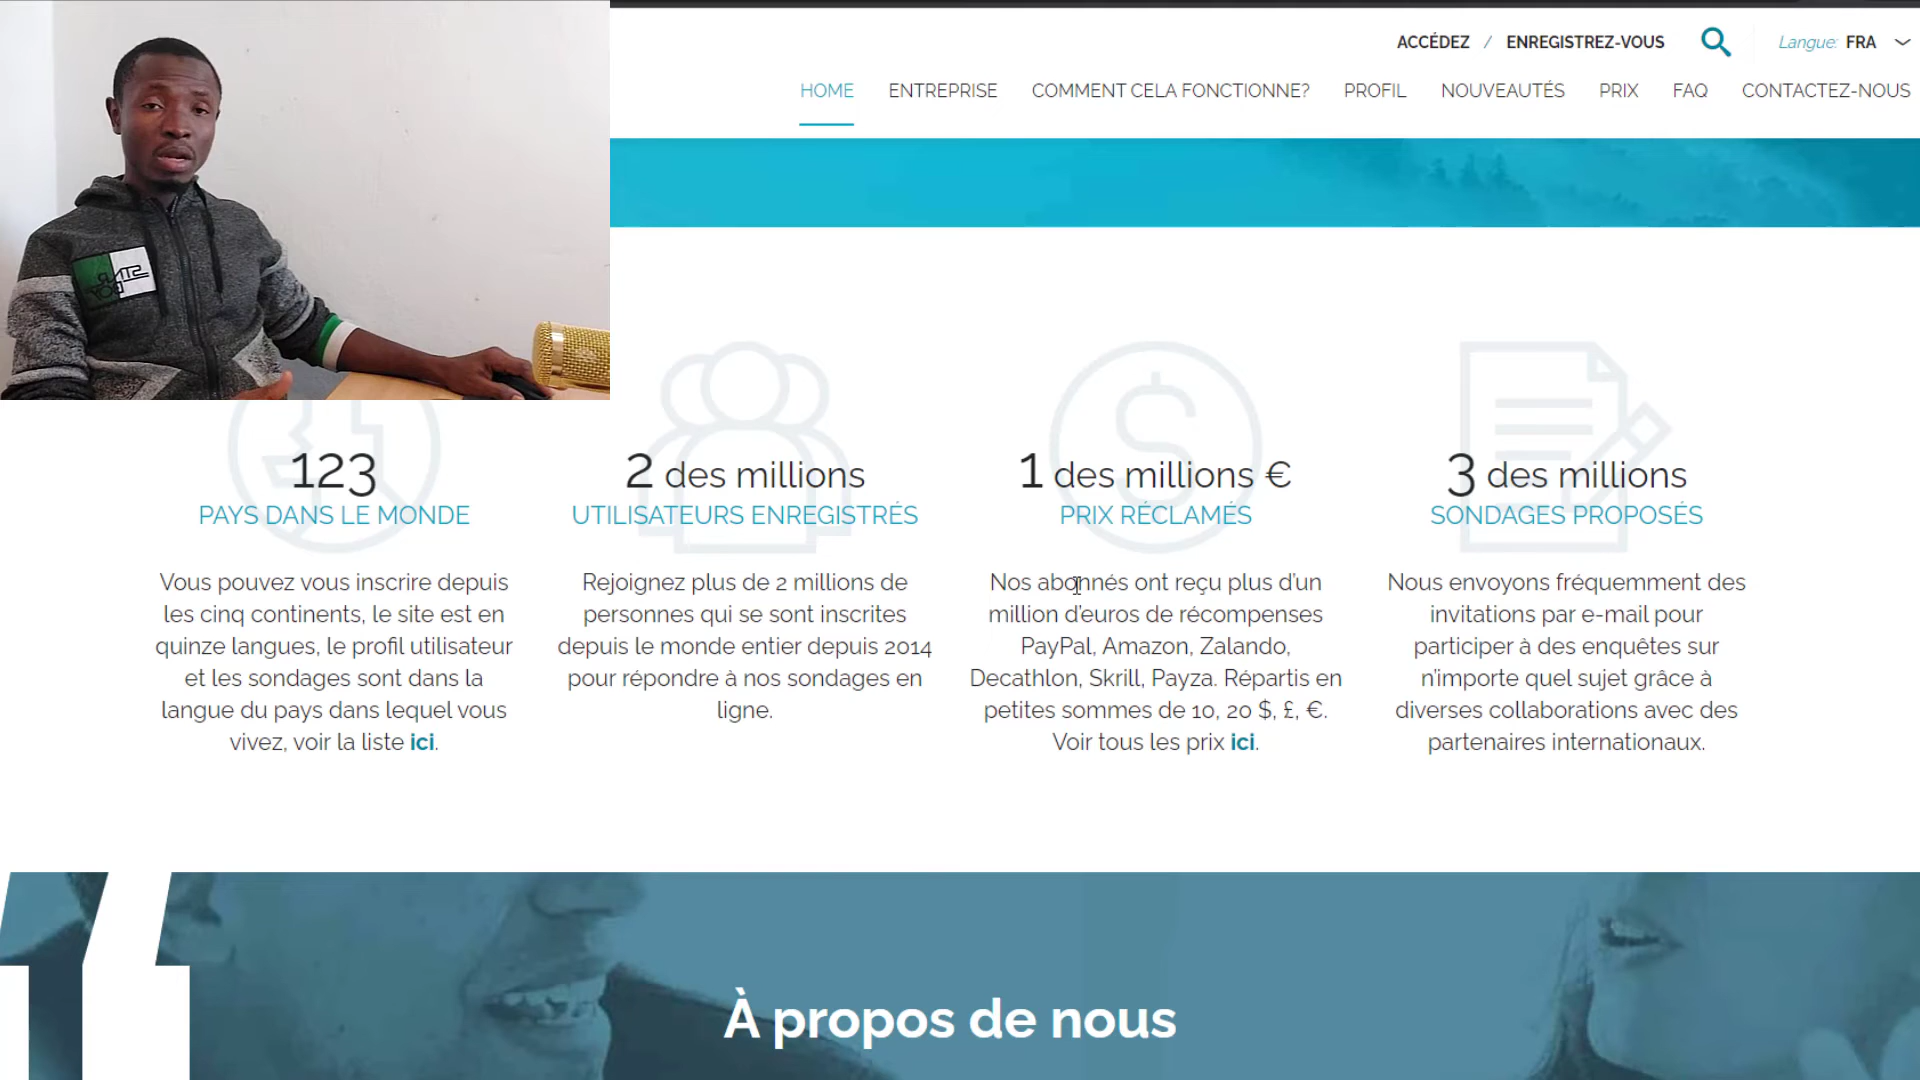 ACCÉDEZ / ENREGISTREZ-VOUS
Langue: FRA
HOME ENTREPRISE COMMENT CELA FONCTIONNE? PROFIL NOUVEAUTÉS PRIX FAQ CONTACTEZ-NOUS
123
PAYS DANS LE MONDE
Vous pouvez vous inscrire depuis
les cinq continents, le site est en
quinze langues, le profil utilisateur
et les sondages sont dans la
langue du pays dans lequel vous
vivez, voir la liste ici.
2 des millions
UTILISATEURS ENREGISTRÉS
Rejoignez plus de 2 millions de
personnes qui se sont inscrites
depuis le monde entier depuis 2014
pour répondre à nos sondages en
ligne.
1 des millions €
PRIX RÉCLAMÉS
Nos abonnés ont reçu plus d'un
million d'euros de récompenses
PayPal, Amazon, Zalando,
Decathlon, Skrill, Payza. Répartis en
petites sommes de 10, 20 $, £, €.
Voir tous les prix ici.
3 des millions
SONDAGES PROPOSÉS
Nous envoyons fréquemment des
invitations par e-mail pour
participer à des enquêtes sur
n'importe quel sujet grâce à
diverses collaborations avec des
partenaires internationaux.
À propos de nous